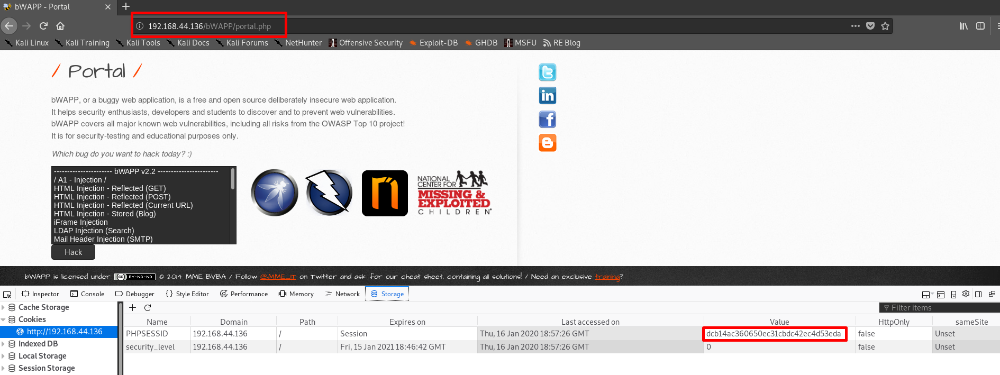 bWAPP - Portal
192.168.44.136/bWAPP/portal.php
Kali Linux Kali Training Kali Tools Kali Docs Kali Forums NetHunter Offensive Security Exploit-DB GHDB MSFU RE Blog
/ Portal /
bWAPP, or a buggy web application, is a free and open source deliberately insecure web application.
It helps security enthusiasts, developers and students to discover and to prevent web vulnerabilities.
bWAPP covers all major known web vulnerabilities, including all risks from the OWASP Top 10 project!
It is for security-testing and educational purposes only.
Which bug do you want to hack today? :)
---------------------- bWAPP v2.2 -----------------------
/ A1 - Injection /
HTML Injection - Reflected (GET)
HTML Injection - Reflected (POST)
HTML Injection - Reflected (Current URL)
HTML Injection - Stored (Blog)
iFrame Injection
LDAP Injection (Search)
Mail Header Injection (SMTP)
NATIONAL
CENTER FOR
MISSING &
EXPLOITED
CHILDREN
Hack
bWAPP is licensed under (cc) BY-NC-ND © 2014 MME BVBA / Follow @MME_IT on Twitter and ask for our cheat sheet, containing all solutions! / Need an exclusive training?
Inspector Console Debugger {} Style Editor Performance Memory Network Storage
Cache Storage
Cookies
http://192.168.44.136
Indexed DB
Local Storage
Session Storage
Filter items
Name Domain Path Expires on Last accessed on Value HttpOnly sameSite
PHPSESSID 192.168.44.136 / Session Thu, 16 Jan 2020 18:57:26 GMT dcb14ac360650ec31cbdc42ec4d53eda false Unset
security_level 192.168.44.136 / Fri, 15 Jan 2021 18:46:42 GMT Thu, 16 Jan 2020 18:57:26 GMT 0 false Unset